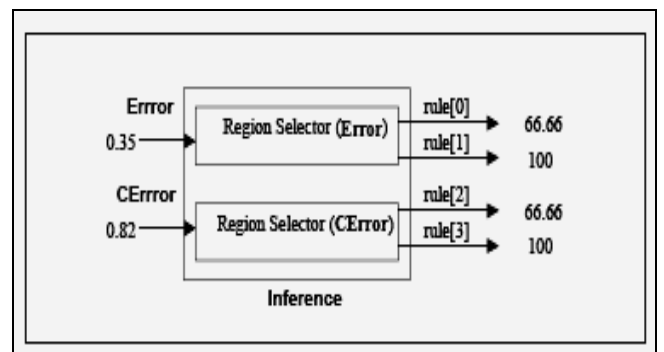 Errror
0.35
Region Selector (Error)
rule[0]
66.66
rule[1]
100
CErrror
0.82
Region Selector (CError)
rule[2]
66.66
rule[3]
100
Inference